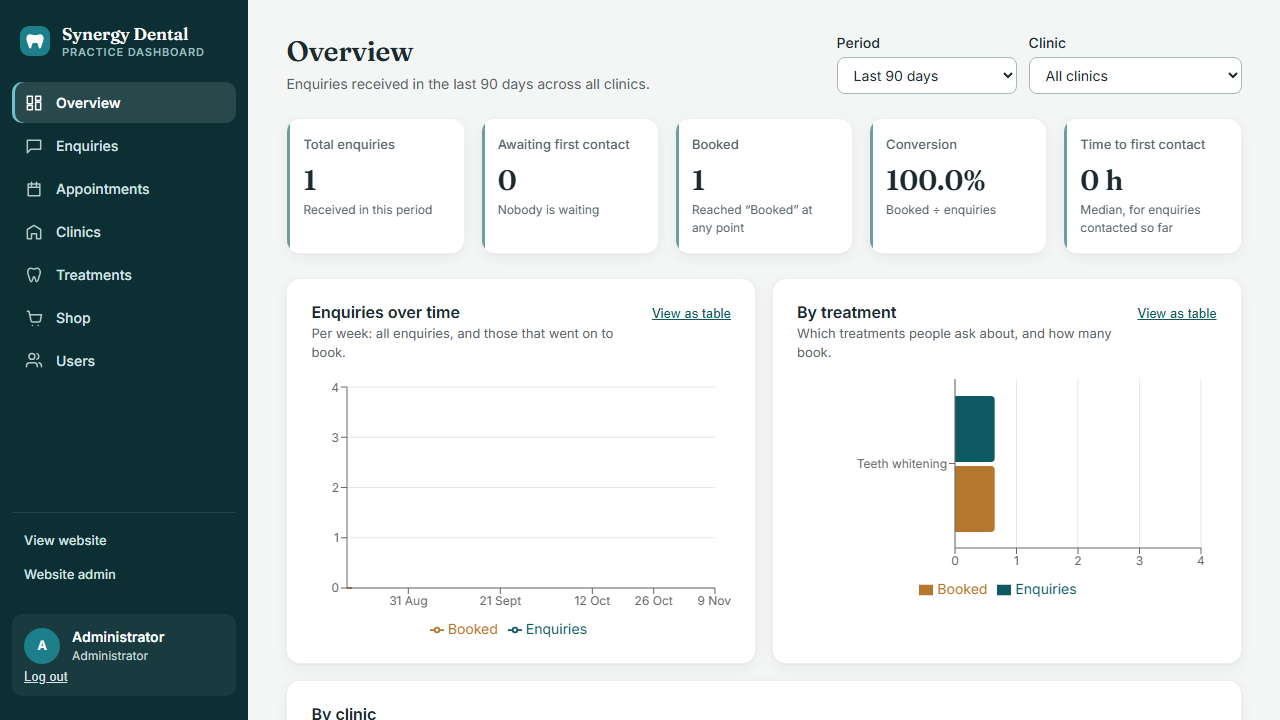 Synergy Dental
PRACTICE DASHBOARD
Overview
Enquiries
Appointments
Clinics
Treatments
Shop
Users
View website
Website admin
A
Administrator
Administrator
Log out
Overview
Enquiries received in the last 90 days across all clinics.
Period
Last 90 days
Clinic
All clinics
Total enquiries
1
Received in this period
Awaiting first contact
0
Nobody is waiting
Booked
1
Reached “Booked” at
any point
Conversion
100.0%
Booked ÷ enquiries
Time to first contact
0 h
Median, for enquiries
contacted so far
Enquiries over time
View as table
Per week: all enquiries, and those that went on to
book.
4
3
2
1
0
31 Aug 21 Sept 12 Oct 26 Oct 9 Nov
Booked Enquiries
By treatment
View as table
Which treatments people ask about, and how many
book.
Teeth whitening
0 1 2 3 4
Booked Enquiries
By clinic